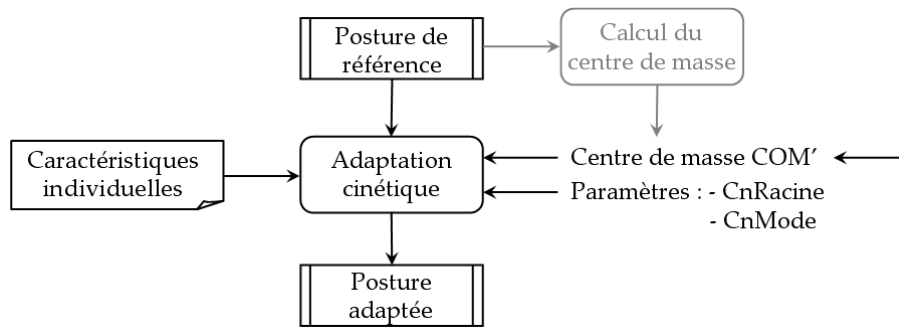 Posture de
référence
Calcul du
centre de masse
Caractéristiques
individuelles
Adaptation
cinétique
Centre de masse COM′
Paramètres : - CnRacine
- CnMode
Posture
adaptée